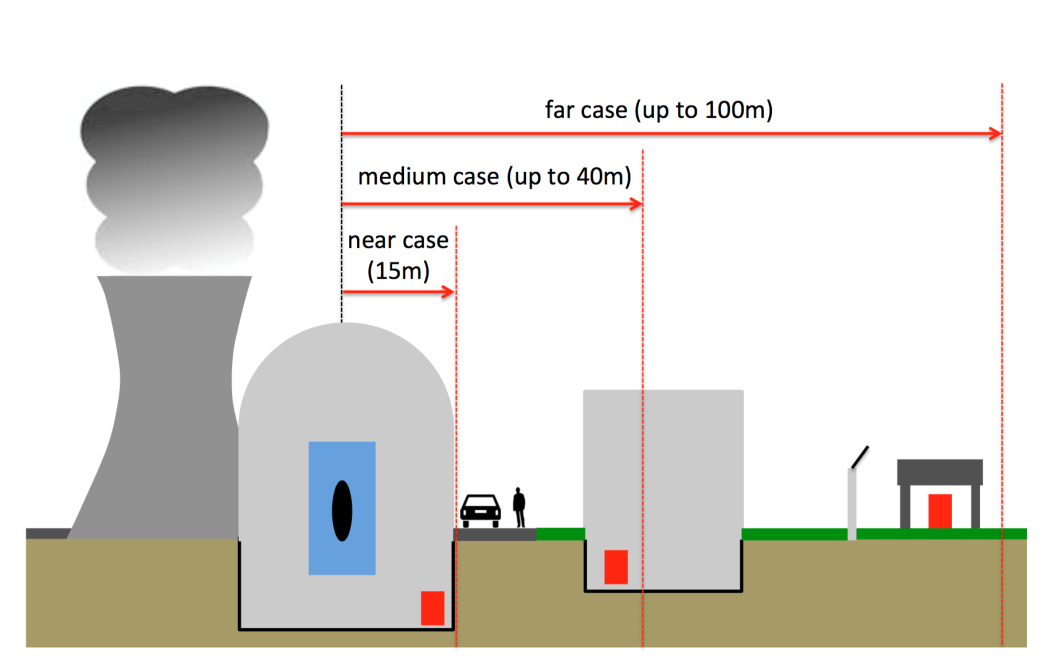 far case (up to 100m)
medium case (up to 40m)
near case
(15m)